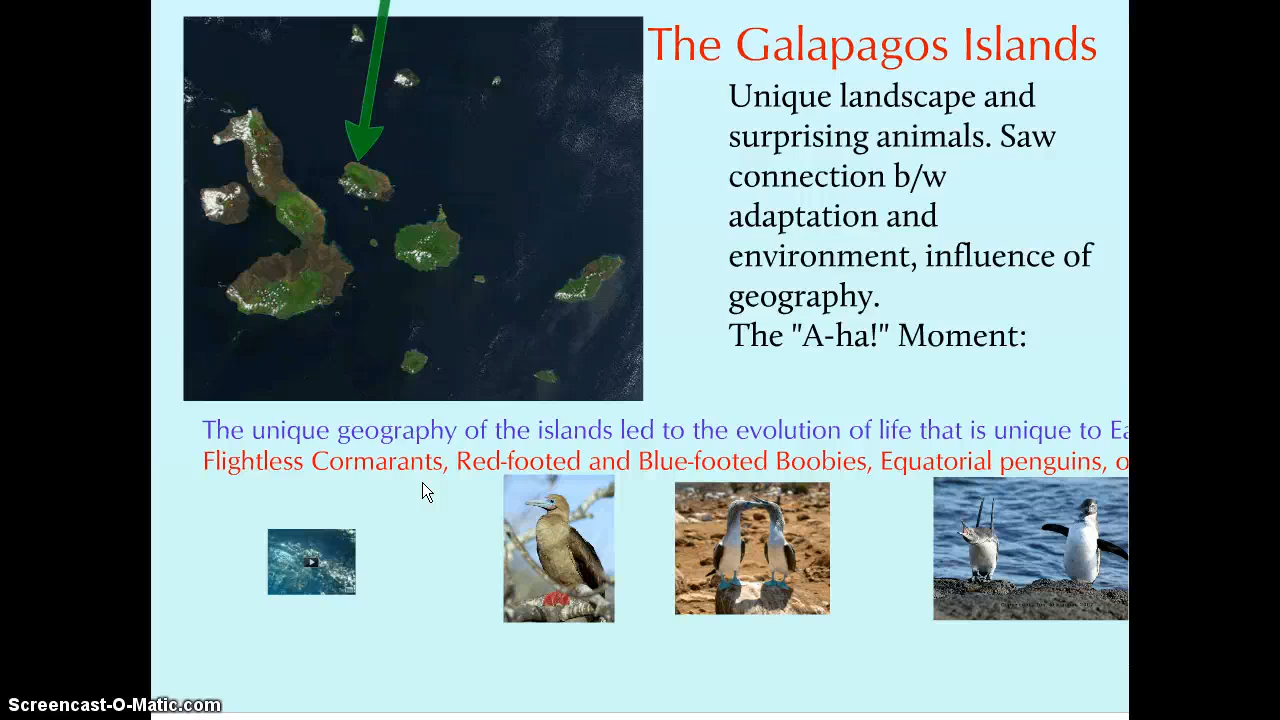 The Galapagos Islands
Unique landscape and
surprising animals. Saw
connection b/w
adaptation and
environment, influence of
geography.
The "A-ha!" Moment:
The unique geography of the islands led to the evolution of life that is unique to Ea
Flightless Cormarants, Red-footed and Blue-footed Boobies, Equatorial penguins, o
Screencast-O-Matic.com